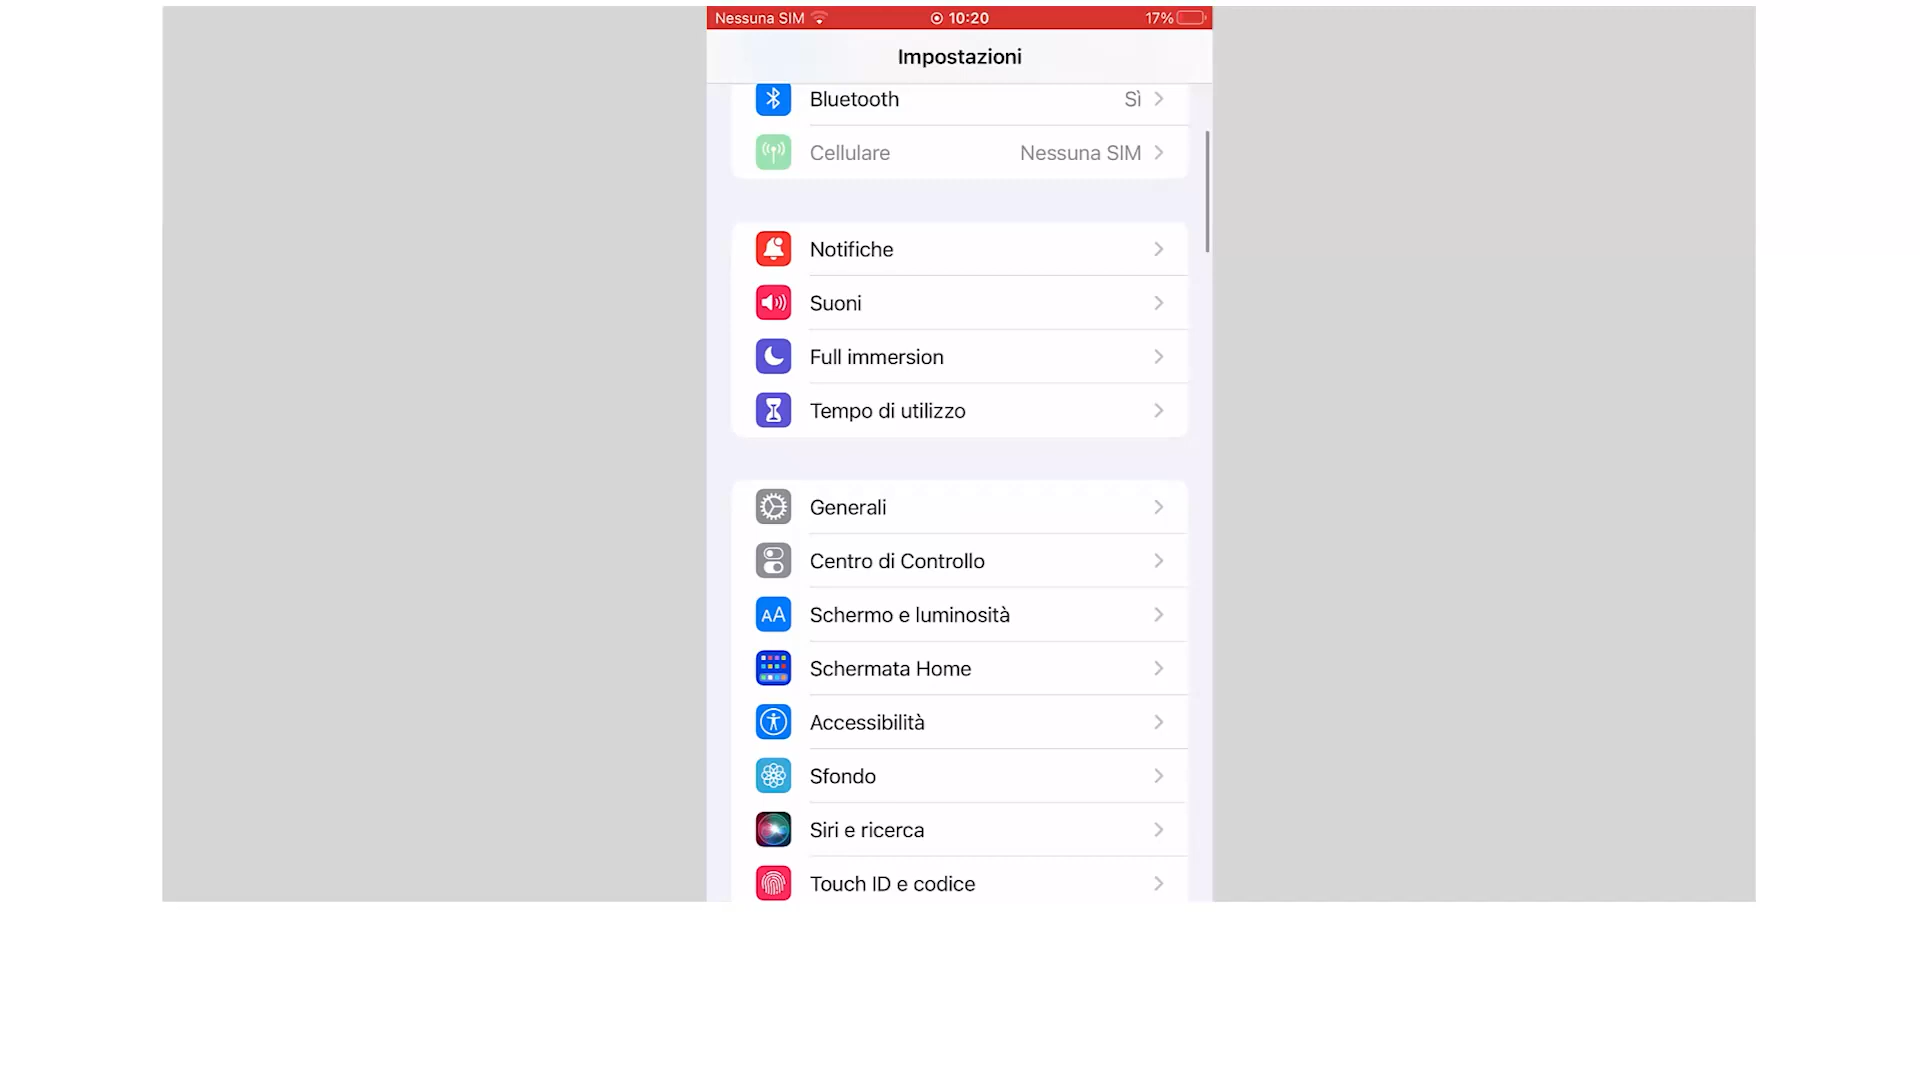 Nessuna SIM 10:20 17%
Impostazioni
Bluetooth Sì
Cellulare Nessuna SIM
Notifiche
Suoni
Full immersion
Tempo di utilizzo
Generali
Centro di Controllo
AA Schermo e luminosità
Schermata Home
Accessibilità
Sfondo
Siri e ricerca
Touch ID e codice